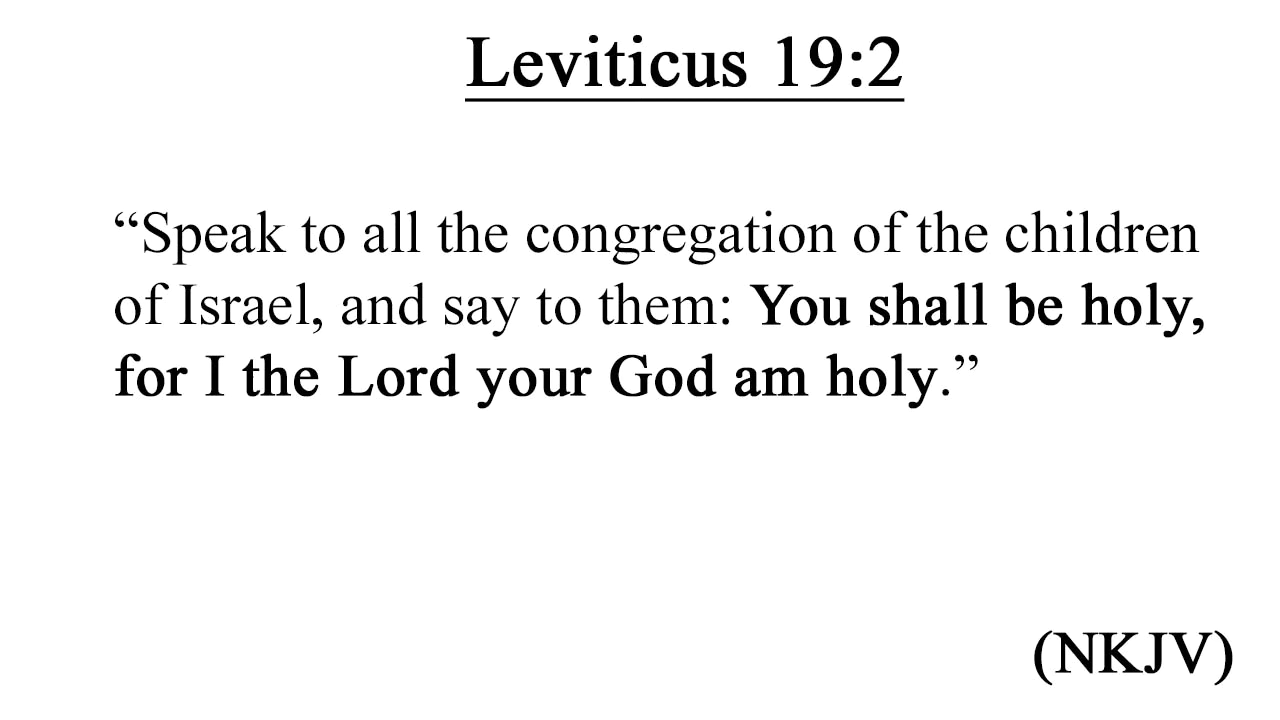 Leviticus 19:2
“Speak to all the congregation of the children
of Israel, and say to them: You shall be holy,
for I the Lord your God am holy.”
(NKJV)